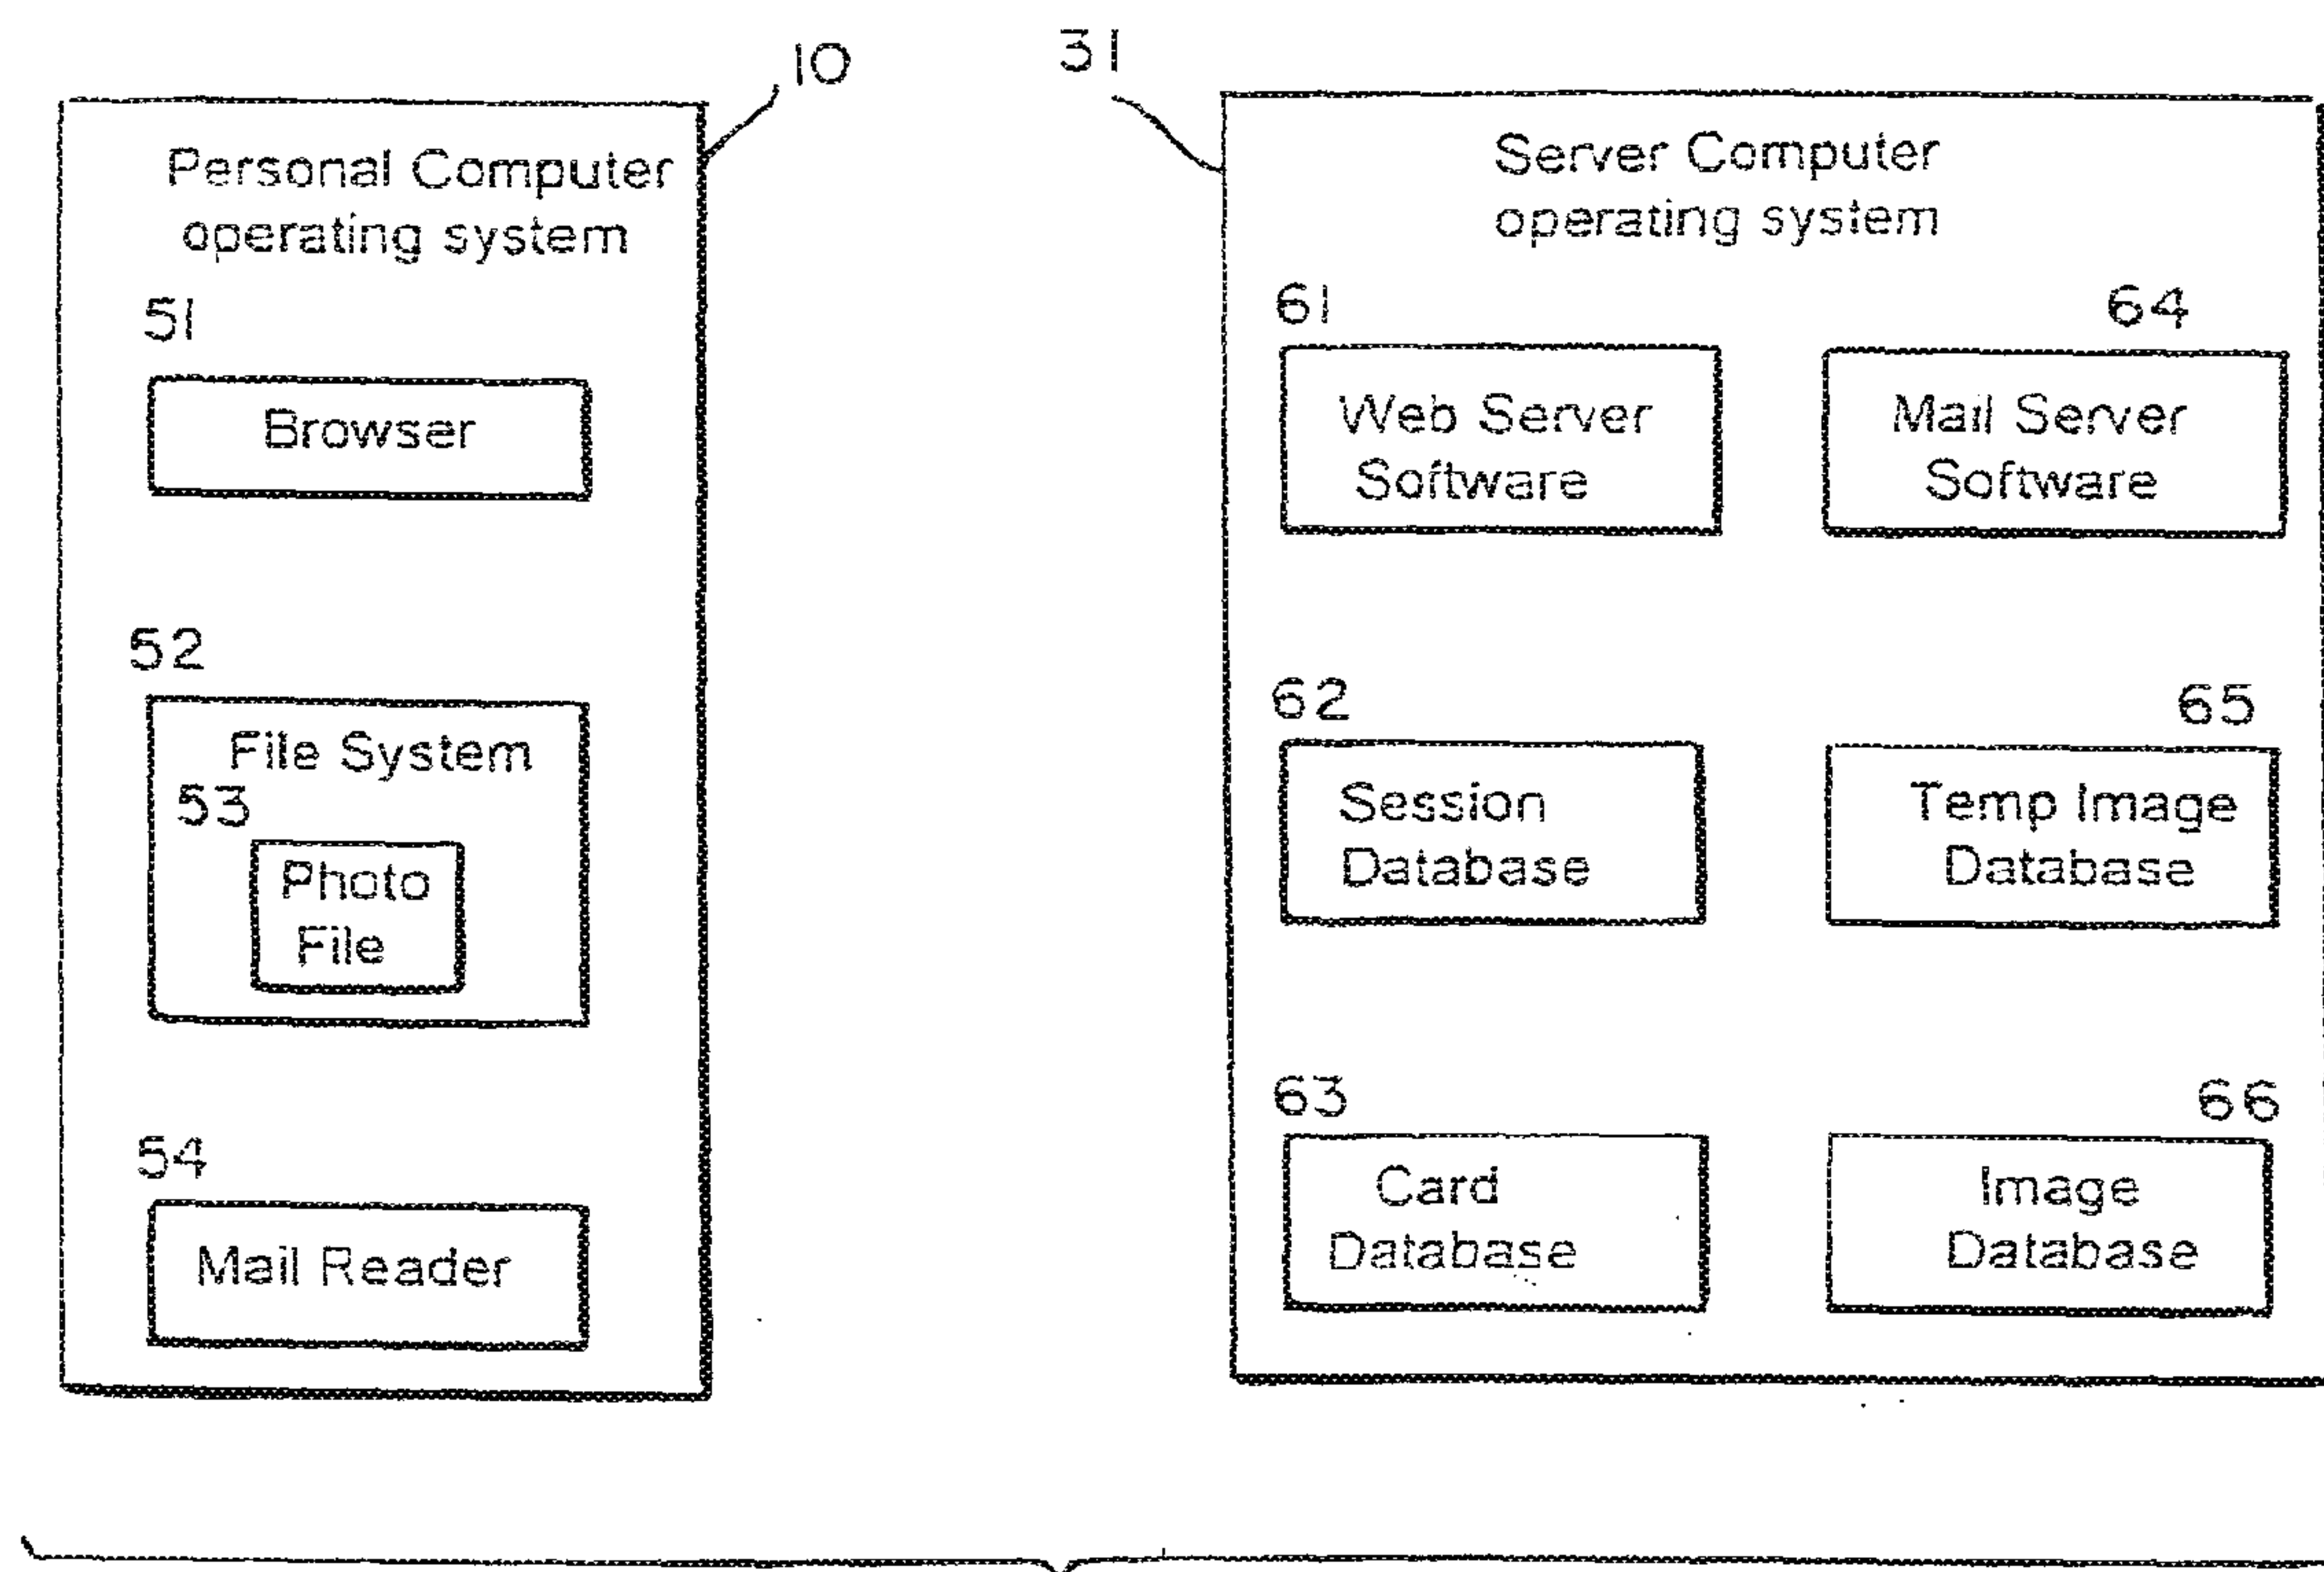 10
Personal Computer
operating system
51
Browser
52
File System
53
Photo
File
54
Mail Reader
31
Server Computer
operating system
61
Web Server
Software
64
Mail Server
Software
62
Session
Database
65
Temp Image
Database
63
Card
Database
66
Image
Database